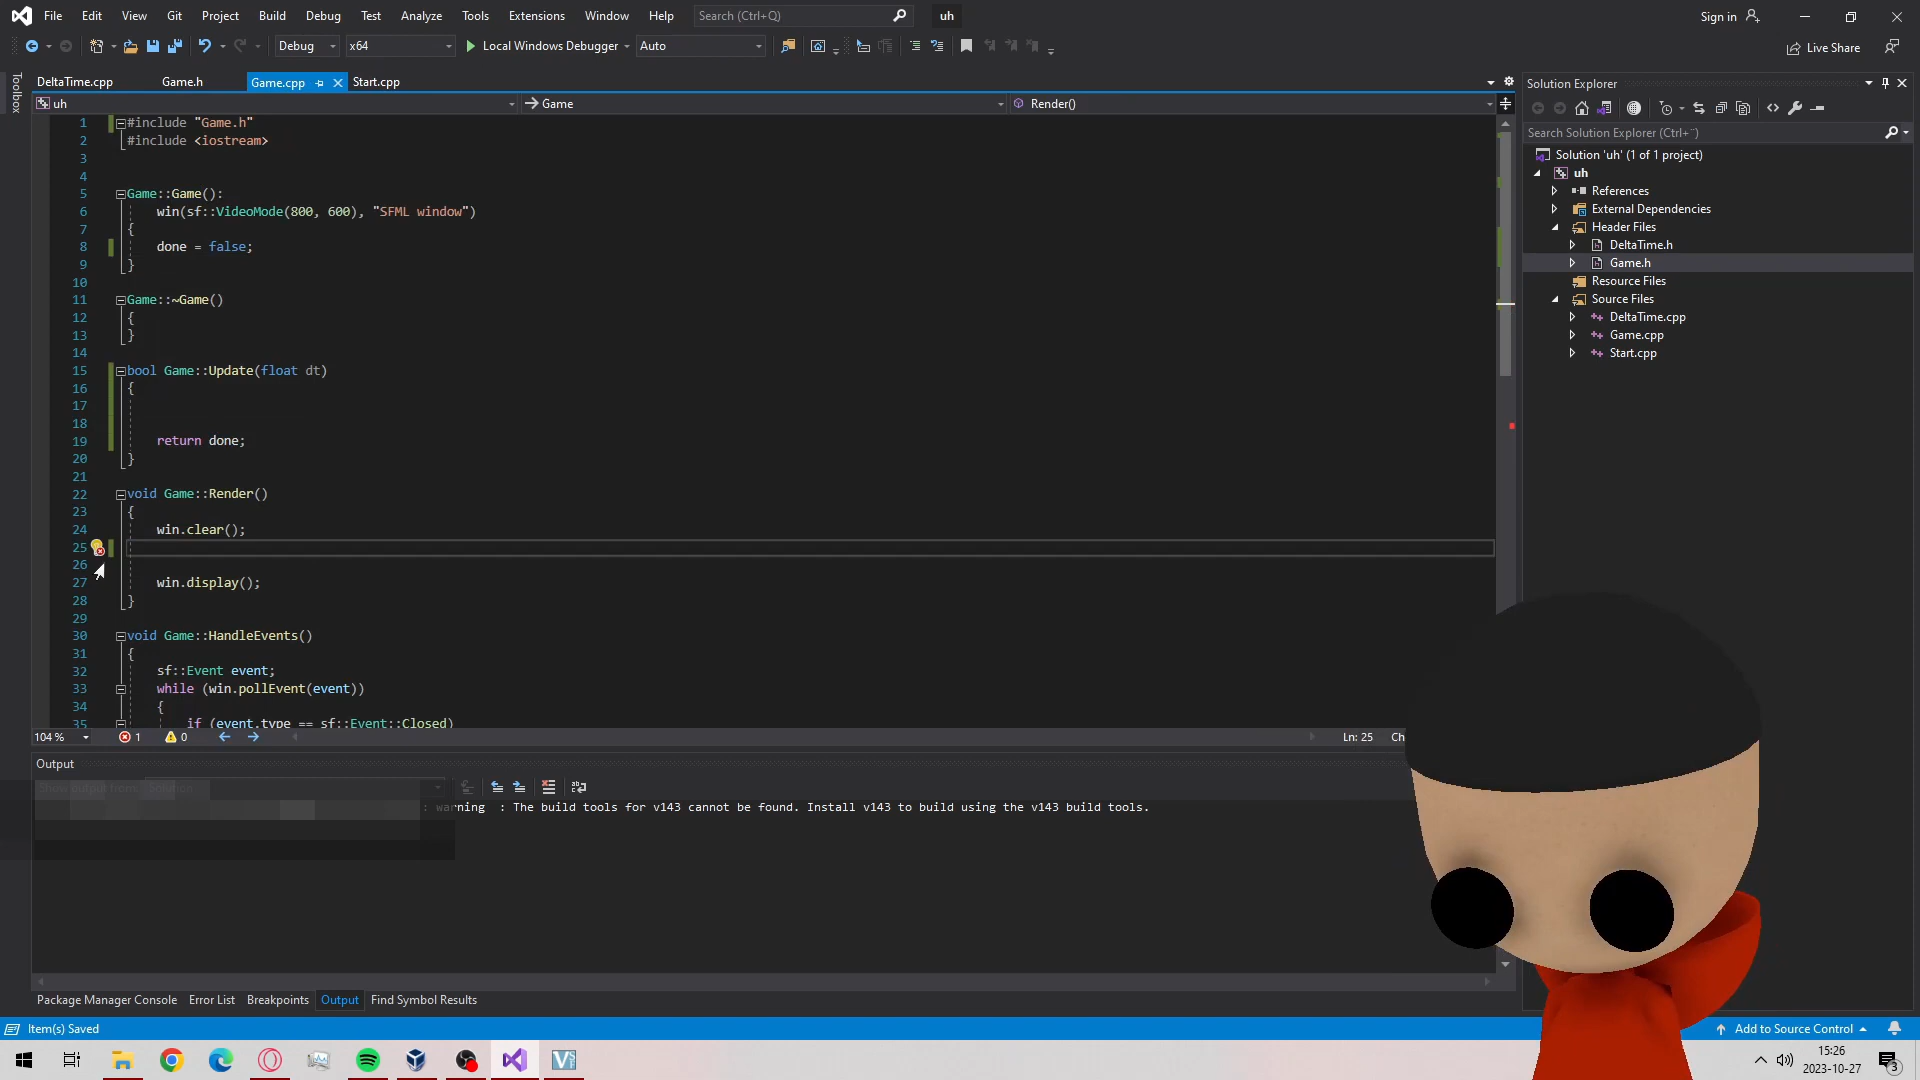 File Edit View Git Project Build Debug Test Analyze Tools Extensions Window Help Search (Ctrl+Q) uh Sign in
Debug x64 Local Windows Debugger Auto Live Share
Toolbox
DeltaTime.cpp Game.h Game.cpp Start.cpp
uh Game Render()
1 #include "Game.h"
2 #include <iostream>
3
4
5 Game::Game():
6 win(sf::VideoMode(800, 600), "SFML window")
7 {
8 done = false;
9 }
10
11 Game::~Game()
12 {
13 }
14
15 bool Game::Update(float dt)
16 {
17
18
19 return done;
20 }
21
22 void Game::Render()
23 {
24 win.clear();
25
26
27 win.display();
28 }
29
30 void Game::HandleEvents()
31 {
32 sf::Event event;
33 while (win.pollEvent(event))
34 {
35 if (event.type == sf::Event::Closed)
104 % 1 0 Ln: 25 Ch
Output
: warning : The build tools for v143 cannot be found. Install v143 to build using the v143 build tools.
Package Manager Console Error List Breakpoints Output Find Symbol Results
Solution Explorer
Search Solution Explorer (Ctrl+¨)
Solution 'uh' (1 of 1 project)
uh
References
External Dependencies
Header Files
DeltaTime.h
Game.h
Resource Files
Source Files
DeltaTime.cpp
Game.cpp
Start.cpp
Item(s) Saved Add to Source Control
15:26
2023-10-27
3